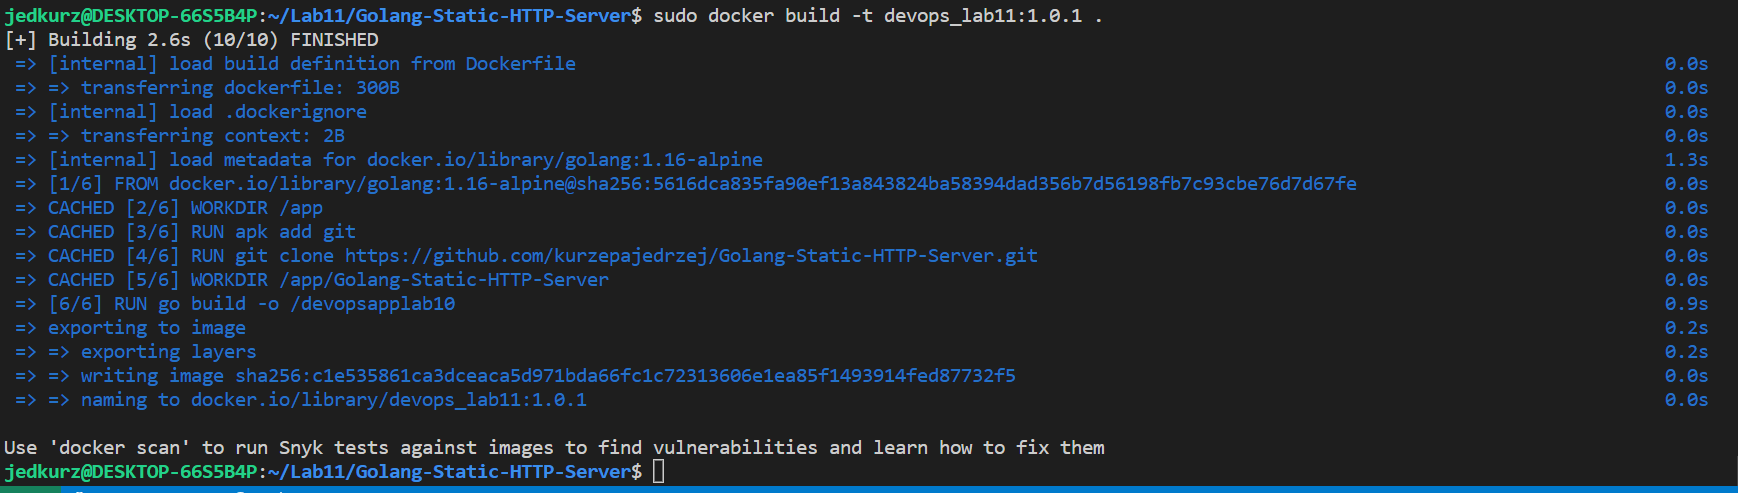 jedkurz@DESKTOP-66S5B4P:~/Lab11/Golang-Static-HTTP-Server$ sudo docker build -t devops_lab11:1.0.1 .
[+] Building 2.6s (10/10) FINISHED
=> [internal] load build definition from Dockerfile 0.0s
=> => transferring dockerfile: 300B 0.0s
=> [internal] load .dockerignore 0.0s
=> => transferring context: 2B 0.0s
=> [internal] load metadata for docker.io/library/golang:1.16-alpine 1.3s
=> [1/6] FROM docker.io/library/golang:1.16-alpine@sha256:5616dca835fa90ef13a843824ba58394dad356b7d56198fb7c93cbe76d7d67fe 0.0s
=> CACHED [2/6] WORKDIR /app 0.0s
=> CACHED [3/6] RUN apk add git 0.0s
=> CACHED [4/6] RUN git clone https://github.com/kurzepajedrzej/Golang-Static-HTTP-Server.git 0.0s
=> CACHED [5/6] WORKDIR /app/Golang-Static-HTTP-Server 0.0s
=> [6/6] RUN go build -o /devopsapplab10 0.9s
=> exporting to image 0.2s
=> => exporting layers 0.2s
=> => writing image sha256:c1e535861ca3dceaca5d971bda66fc1c72313606e1ea85f1493914fed87732f5 0.0s
=> => naming to docker.io/library/devops_lab11:1.0.1 0.0s
Use 'docker scan' to run Snyk tests against images to find vulnerabilities and learn how to fix them
jedkurz@DESKTOP-66S5B4P:~/Lab11/Golang-Static-HTTP-Server$